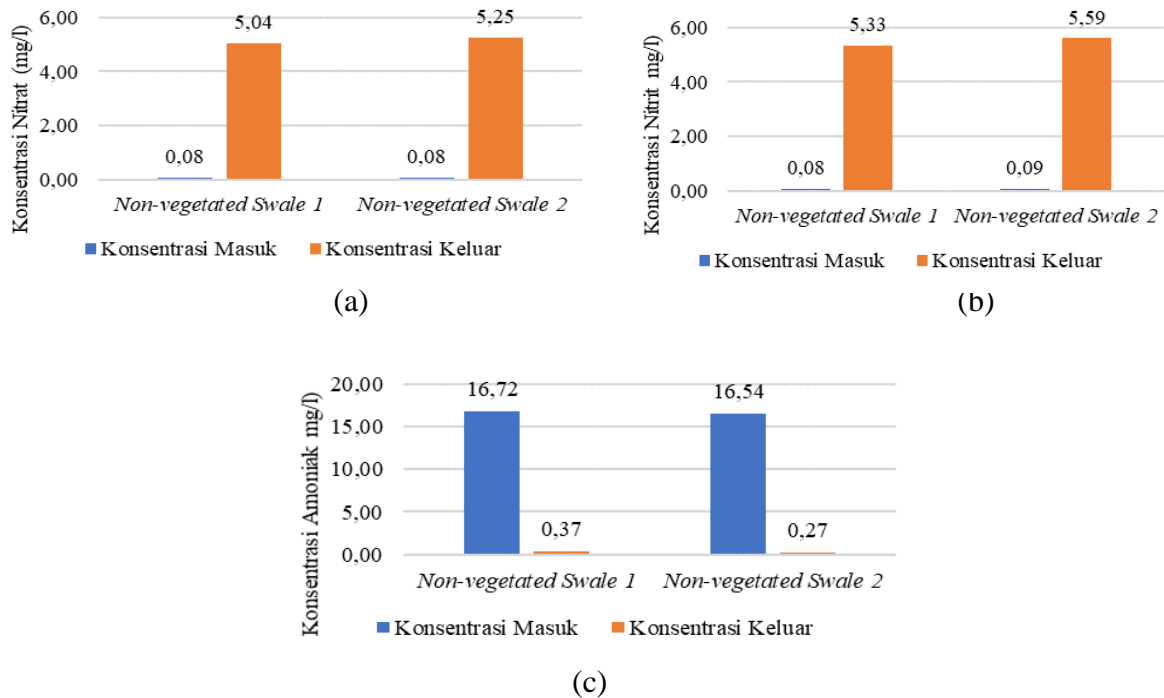 Konsentrasi Nitrat (mg/l)
6,00
4,00
2,00
0,00
5,04
5,25
0,08
0,08
Non-vegetated Swale 1
Non-vegetated Swale 2
Konsentrasi Masuk
Konsentrasi Keluar
(a)
Konsentrasi Nitrit mg/l
6,00
4,00
2,00
0,00
5,33
5,59
0,08
0,09
Non-vegetated Swale 1
Non-vegetated Swale 2
Konsentrasi Masuk
Konsentrasi Keluar
(b)
Konsentrasi Amoniak mg/l
20,00
15,00
10,00
5,00
0,00
16,72
16,54
0,37
0,27
Non-vegetated Swale 1
Non-vegetated Swale 2
Konsentrasi Masuk
Konsentrasi Keluar
(c)